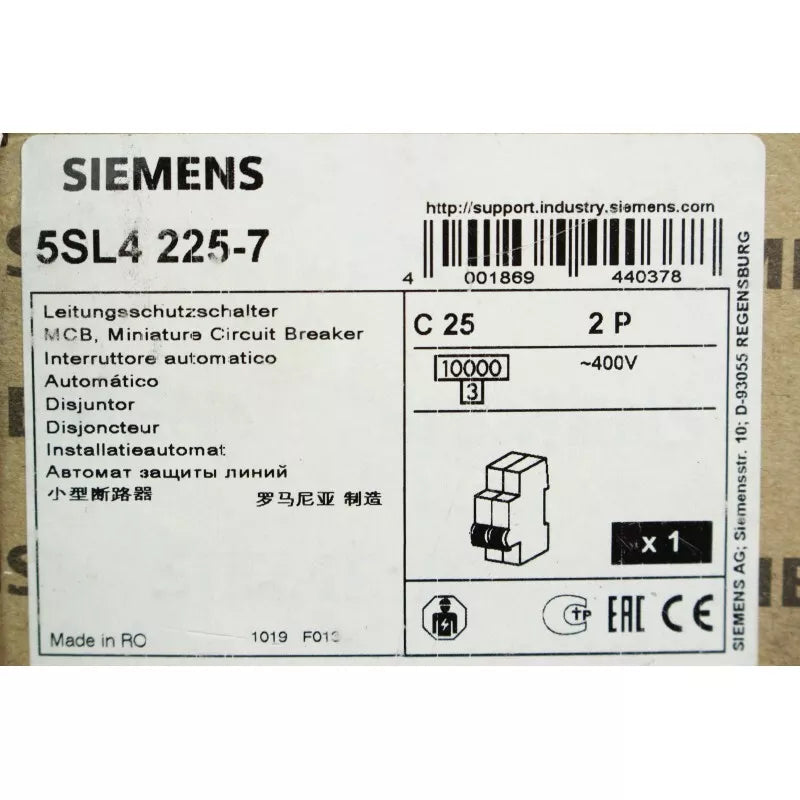 SIEMENS
5SL4 225-7
http://support.industry.siemens.com
4 001869 440378
Leitungsschutzschalter
MCB, Miniature Circuit Breaker
Interruttore automatico
Automático
Disjuntor
Disjoncteur
Installatieautomat
Автомат защиты линий
小型断路器 罗马尼亚 制造
Made in RO 1019 F013
C 25 2 P
10000 ~400V
3
x 1
EAC CE
SIEMENS AG; Siemensstr. 10; D-93055 REGENSBURG